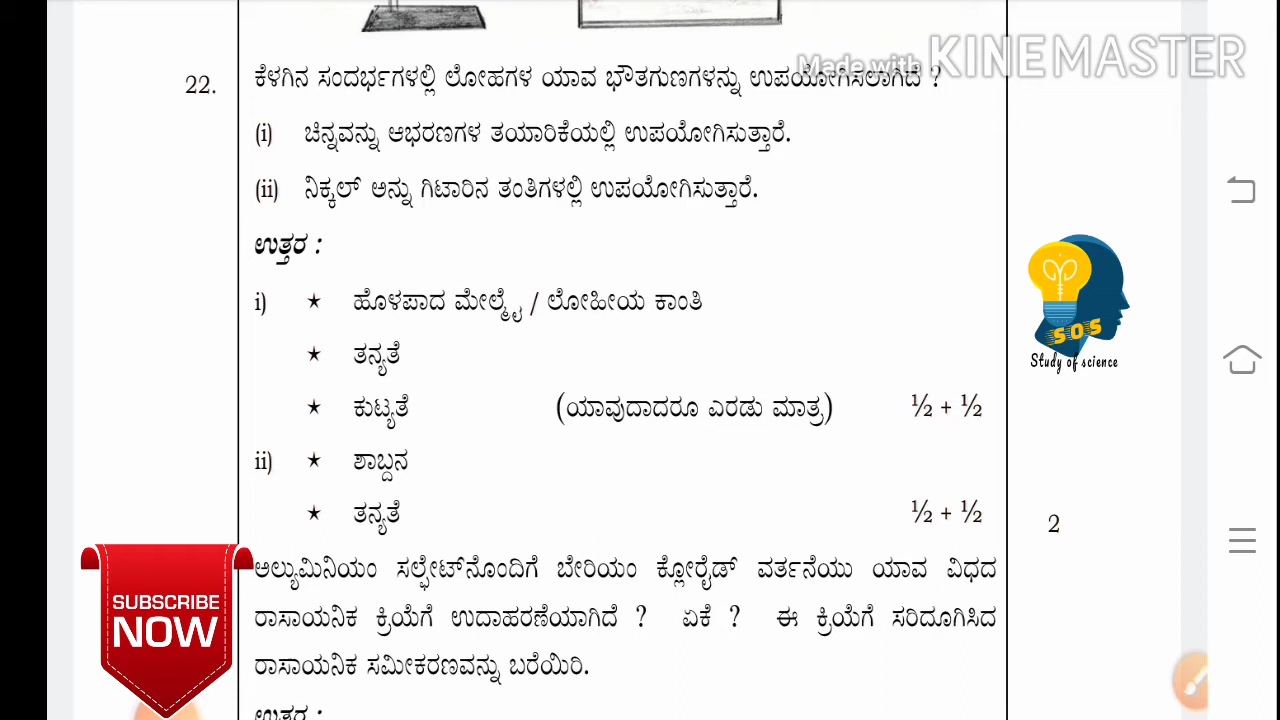 Made with KINEMASTER
22. ಕೆಳಗಿನ ಸಂದರ್ಭಗಳಲ್ಲಿ ಲೋಹಗಳ ಯಾವ ಭೌತಗುಣಗಳನ್ನು ಉಪಯೋಗಿಸಲಾಗಿದೆ ?
(i) ಚಿನ್ನವನ್ನು ಆಭರಣಗಳ ತಯಾರಿಕೆಯಲ್ಲಿ ಉಪಯೋಗಿಸುತ್ತಾರೆ.
(ii) ನಿಕ್ಕಲ್ ಅನ್ನು ಗಿಟಾರಿನ ತಂತಿಗಳಲ್ಲಿ ಉಪಯೋಗಿಸುತ್ತಾರೆ.
ಉತ್ತರ :
i) ★ ಹೊಳಪಾದ ಮೇಲ್ಮೈ / ಲೋಹೀಯ ಕಾಂತಿ
★ ತನ್ಯತೆ
★ ಕುಟ್ಯತೆ (ಯಾವುದಾದರೂ ಎರಡು ಮಾತ್ರ) ½ + ½
ii) ★ ಶಾಬ್ದನ
★ ತನ್ಯತೆ ½ + ½ 2
ಅಲ್ಯುಮಿನಿಯಂ ಸಲ್ಫೇಟ್‌ನೊಂದಿಗೆ ಬೇರಿಯಂ ಕ್ಲೋರೈಡ್ ವರ್ತನೆಯು ಯಾವ ವಿಧದ
ರಾಸಾಯನಿಕ ಕ್ರಿಯೆಗೆ ಉದಾಹರಣೆಯಾಗಿದೆ ? ಏಕೆ ? ಈ ಕ್ರಿಯೆಗೆ ಸರಿದೂಗಿಸಿದ
ರಾಸಾಯನಿಕ ಸಮೀಕರಣವನ್ನು ಬರೆಯಿರಿ.
ಉತ್ತರ :
SOS
Study of science
SUBSCRIBE
NOW